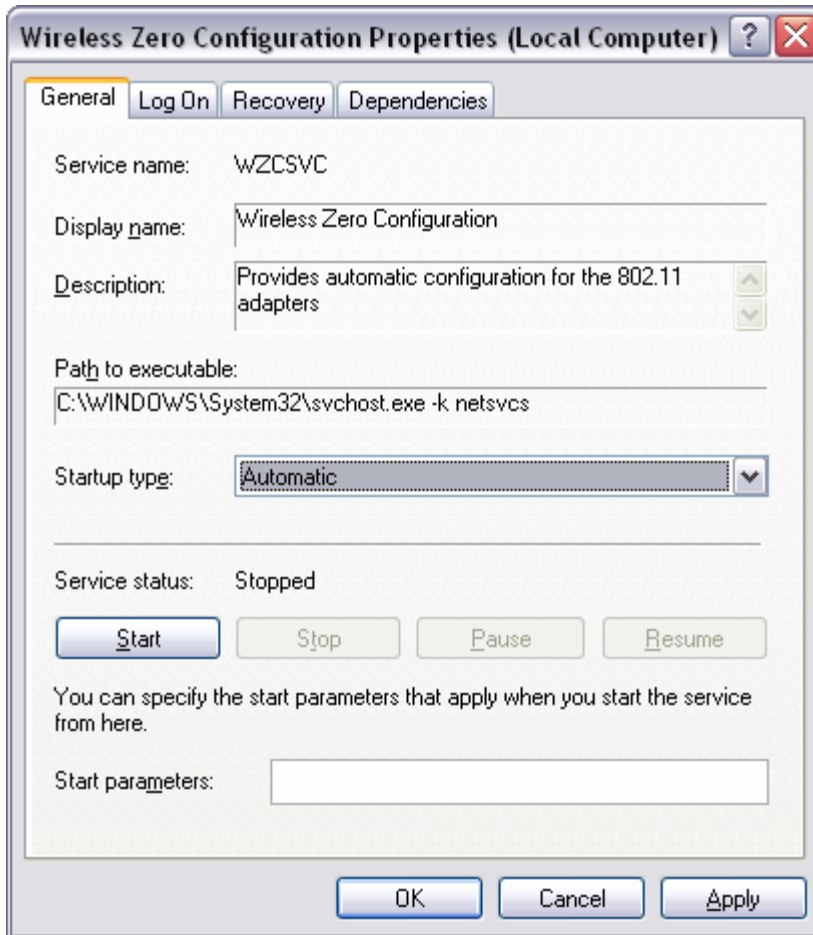 Wireless Zero Configuration Properties (Local Computer)
General Log On Recovery Dependencies
Service name: WZCSVC
Display name: Wireless Zero Configuration
Description: Provides automatic configuration for the 802.11
adapters
Path to executable:
C:\WINDOWS\System32\svchost.exe -k netsvcs
Startup type: Automatic
Service status: Stopped
Start Stop Pause Resume
You can specify the start parameters that apply when you start the service
from here.
Start parameters:
OK Cancel Apply